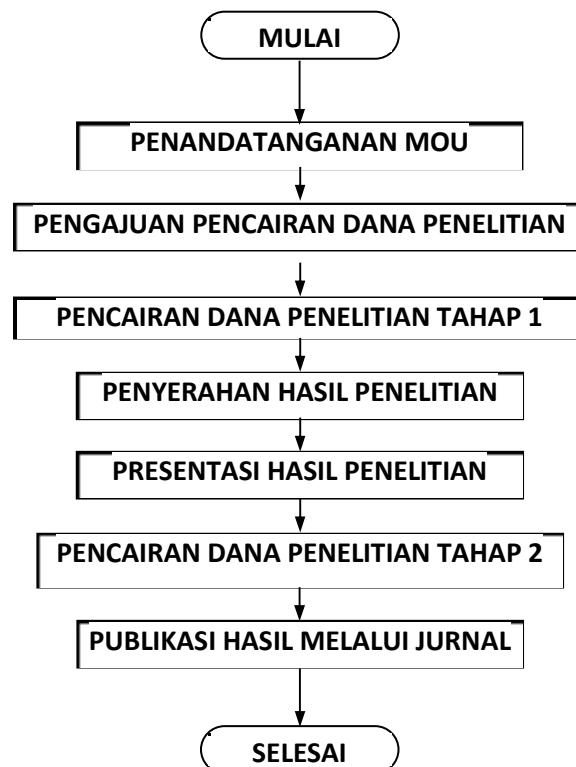 MULAI
PENANDATANGANAN MOU
PENGAJUAN PENCAIRAN DANA PENELITIAN
PENCAIRAN DANA PENELITIAN TAHAP 1
PENYERAHAN HASIL PENELITIAN
PRESENTASI HASIL PENELITIAN
PENCAIRAN DANA PENELITIAN TAHAP 2
PUBLIKASI HASIL MELALUI JURNAL
SELESAI